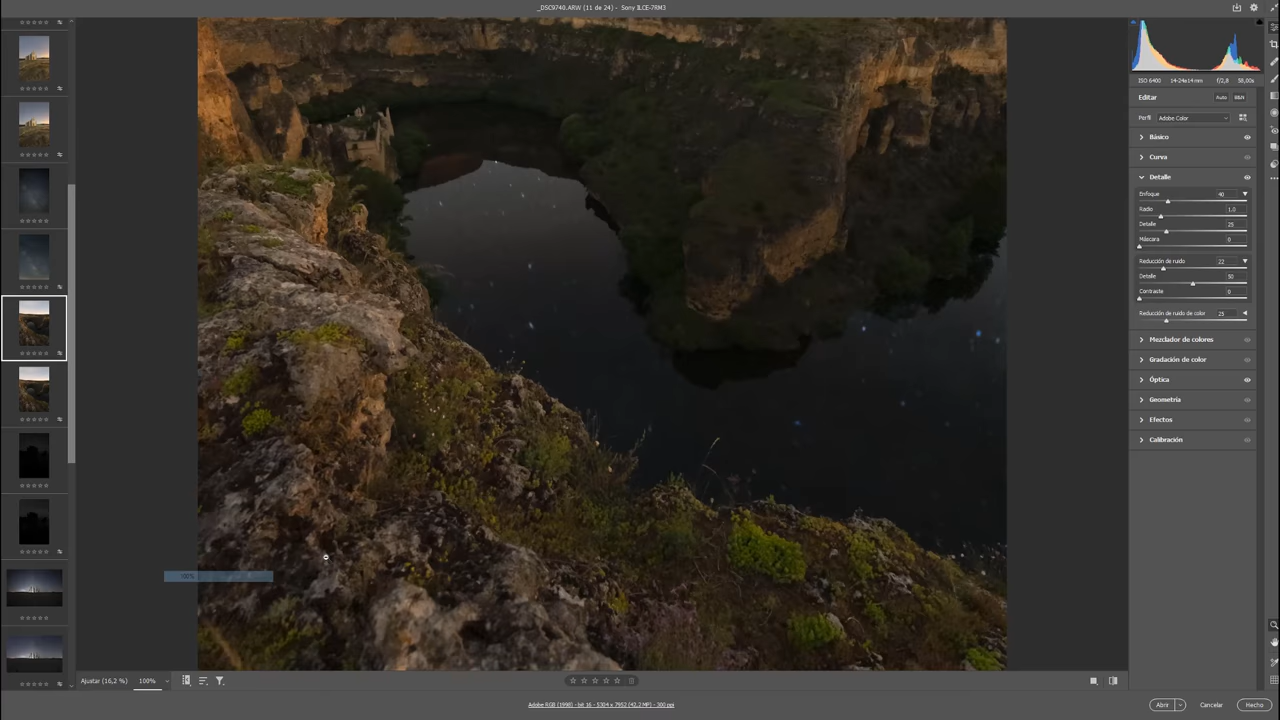 _DSC9740.ARW (11 de 24) - Sony ILCE-7RM3
ISO 6400 14-24@14 mm f/2,8 58,00s
Editar Auto B&N
Perfil Adobe Color
Básico
Curva
Detalle
Enfoque 40
Radio 1.0
Detalle 25
Máscara 0
Reducción de ruido 22
Detalle 50
Contraste 0
Reducción de ruido de color 25
Mezclador de colores
Gradación de color
Óptica
Geometría
Efectos
Calibración
100%
Ajustar (16,2 %) 100%
Adobe RGB (1998) - bit 16 - 5304 x 7952 (42,2 MP) - 300 ppi
Abrir Cancelar Hecho